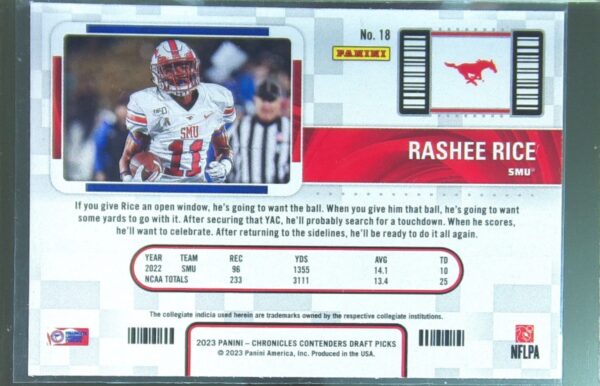 No. 18
PANINI
SMU
11
RASHEE RICE
SMU®
If you give Rice an open window, he's going to want the ball. When you give him that ball, he's going to want
some yards to go with it. After securing that YAC, he'll probably search for a touchdown. When he scores,
he'll want to celebrate. After returning to the sidelines, he'll be ready to do it all again.
YEAR TEAM REC YDS AVG TD
2022 SMU 96 1355 14.1 10
NCAA TOTALS 233 3111 13.4 25
The collegiate indicia used herein are trademarks owned by the respective collegiate institutions.
2023 PANINI – CHRONICLES CONTENDERS DRAFT PICKS
© 2023 Panini America, Inc. Produced in the USA.
NFLPA